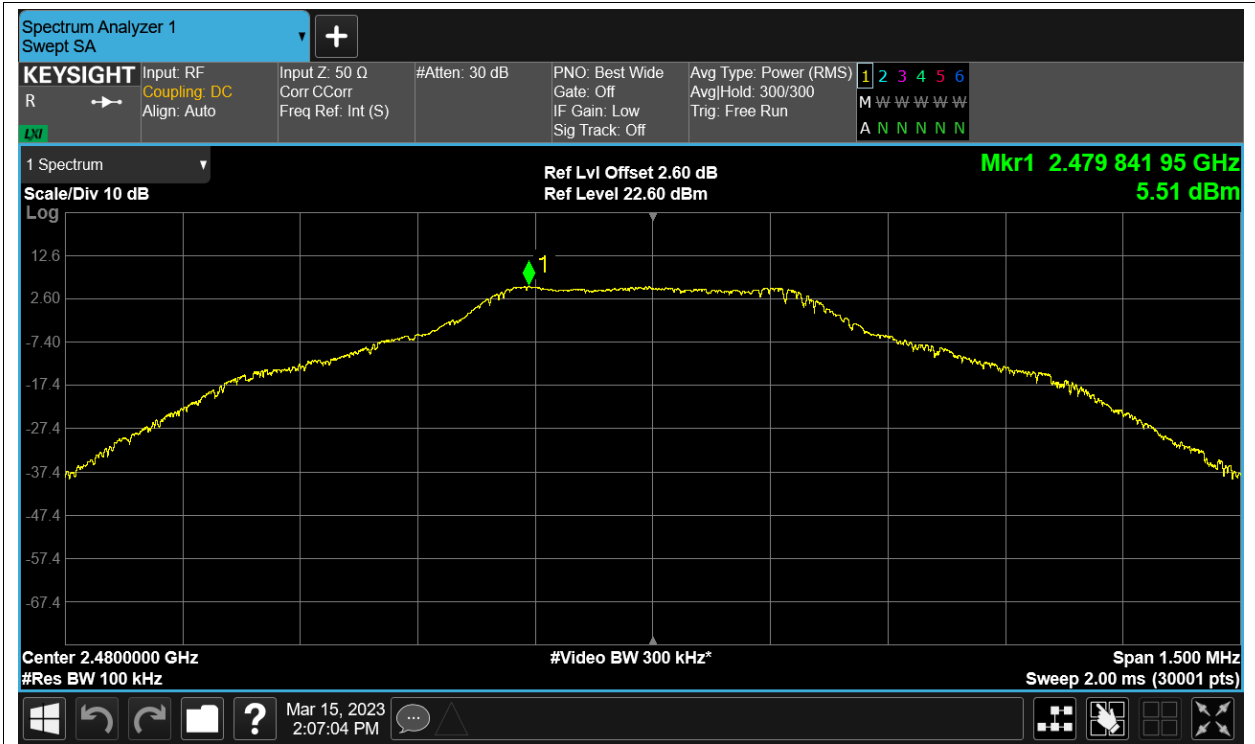 Spectrum Analyzer 1
Swept SA
KEYSIGHT
R
LXI
Input: RF
Coupling: DC
Align: Auto
Input Z: 50 Ω
Corr CCorr
Freq Ref: Int (S)
#Atten: 30 dB
PNO: Best Wide
Gate: Off
IF Gain: Low
Sig Track: Off
Avg Type: Power (RMS)
Avg|Hold: 300/300
Trig: Free Run
1 2 3 4 5 6
M W W W W W
A N N N N N
1 Spectrum
Scale/Div 10 dB
Log
Ref Lvl Offset 2.60 dB
Ref Level 22.60 dBm
Mkr1 2.479 841 95 GHz
5.51 dBm
1
12.6
2.60
-7.40
-17.4
-27.4
-37.4
-47.4
-57.4
-67.4
Center 2.4800000 GHz
#Video BW 300 kHz*
Span 1.500 MHz
#Res BW 100 kHz
Sweep 2.00 ms (30001 pts)
?
Mar 15, 2023
2:07:04 PM